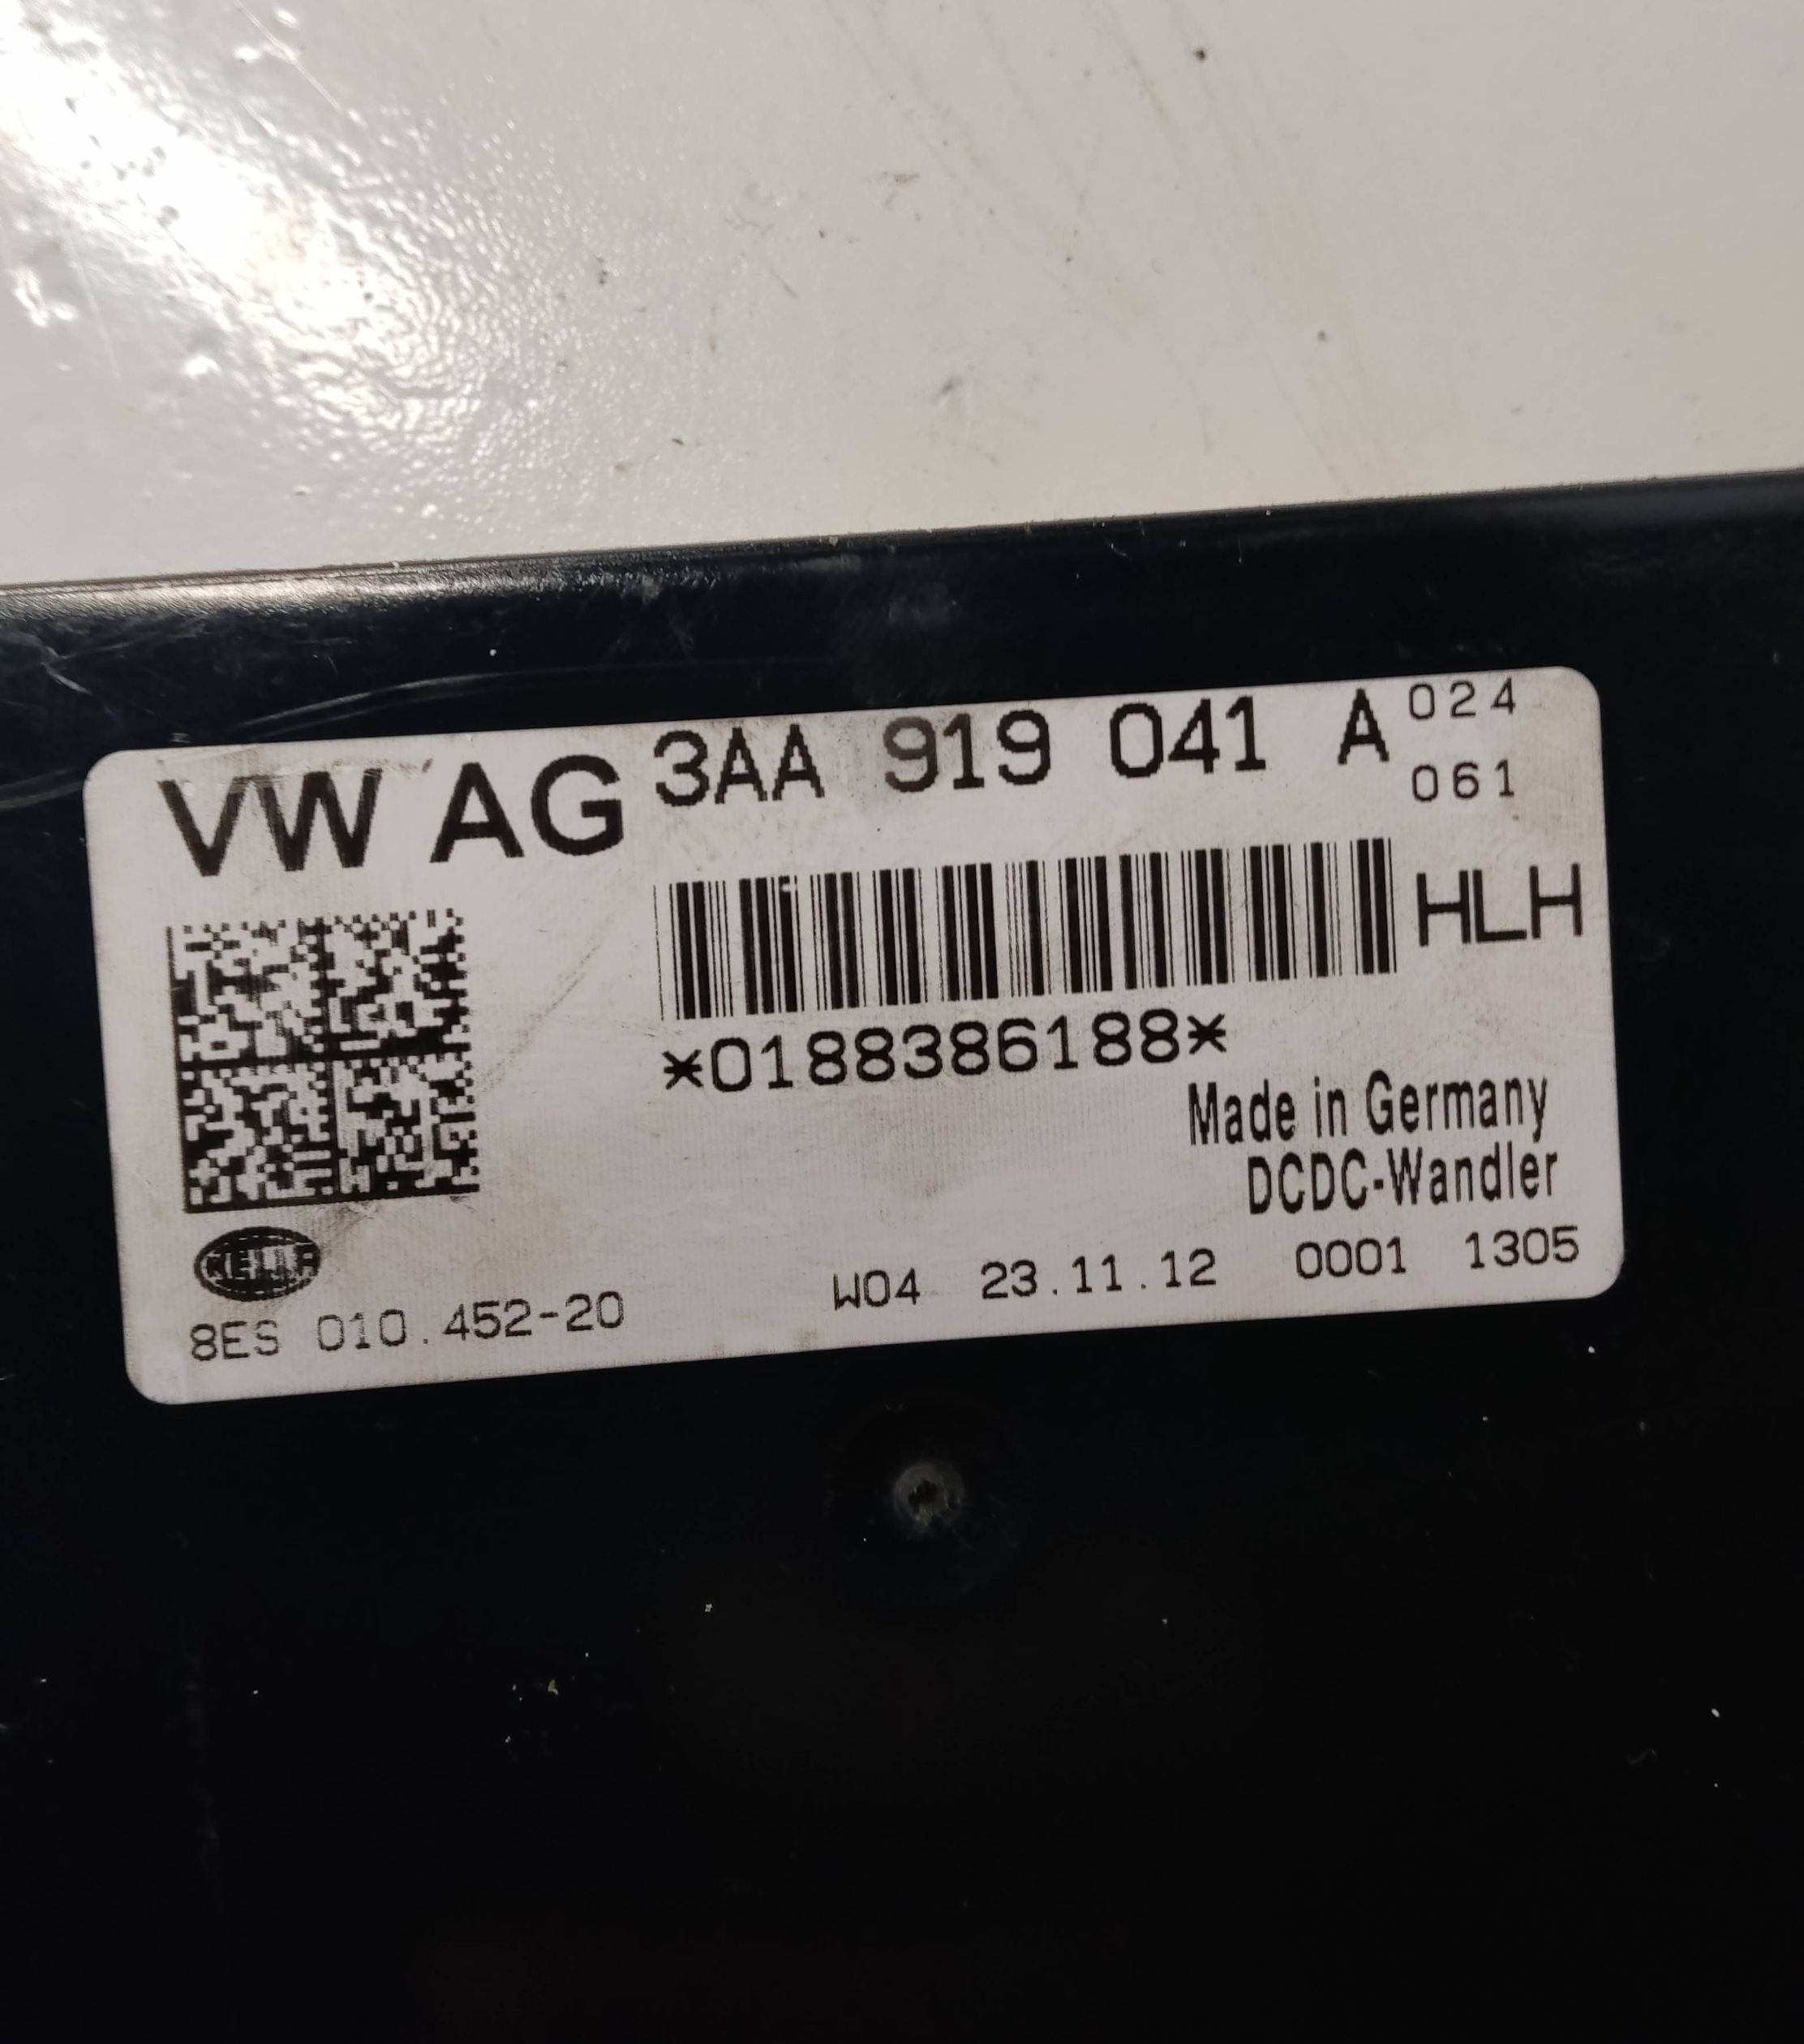 VW AG 3AA 919 041 A 024
061
HLH
*0188386188*
Made in Germany
DCDC-Wandler
HELLA
8ES 010.452-20 W04 23.11.12 0001 1305